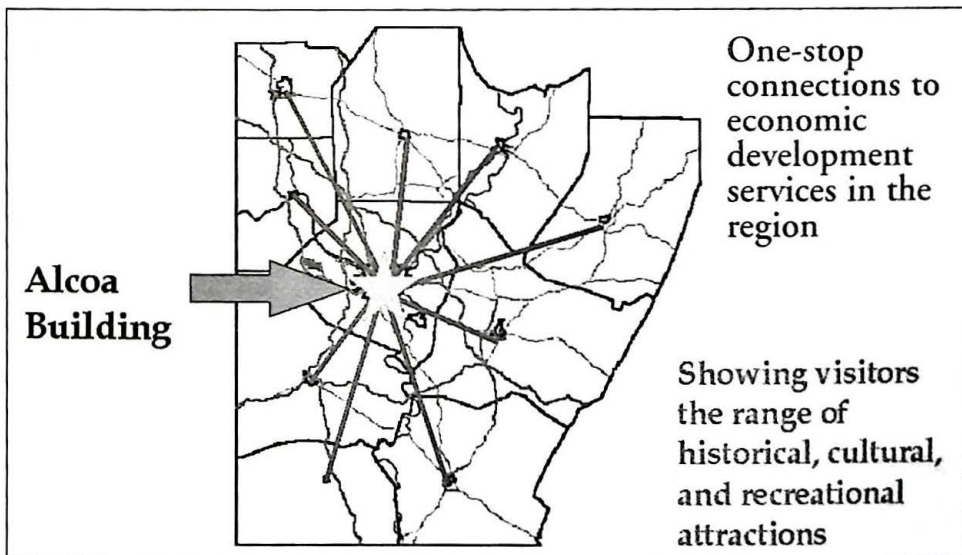 One-stop
connections to
economic
development
services in the
region
Alcoa
Building
Showing visitors
the range of
historical, cultural,
and recreational
attractions